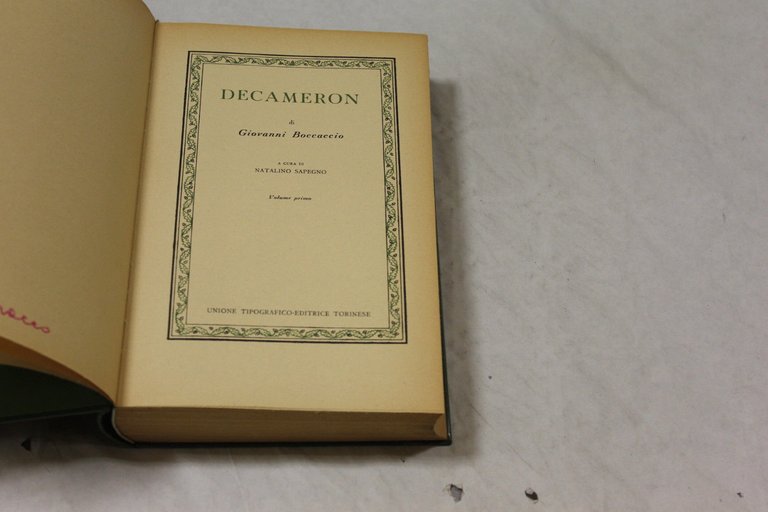 DECAMERON
di
Giovanni Boccaccio
A CURA DI
NATALINO SAPEGNO
Volume primo
UNIONE TIPOGRAFICO-EDITRICE TORINESE